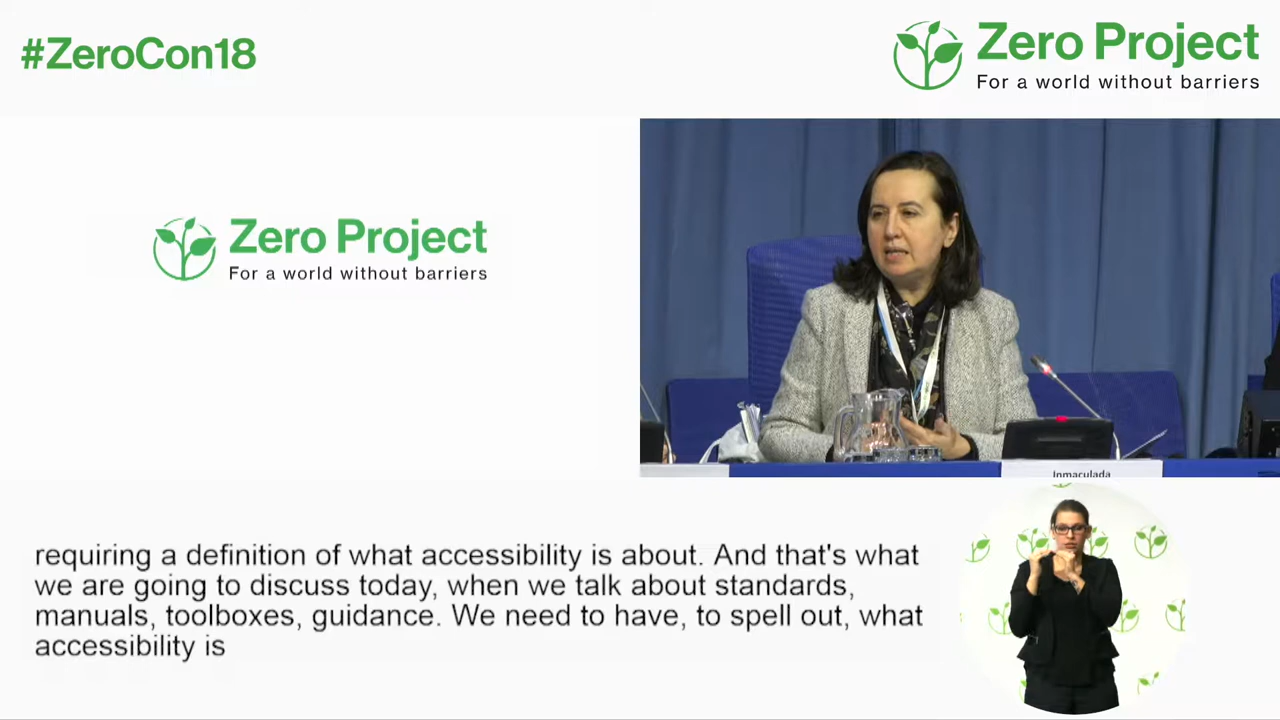 #ZeroCon18
Zero Project
For a world without barriers
Zero Project
For a world without barriers
Inmaculada
requiring a definition of what accessibility is about. And that's what
we are going to discuss today, when we talk about standards,
manuals, toolboxes, guidance. We need to have, to spell out, what
accessibility is